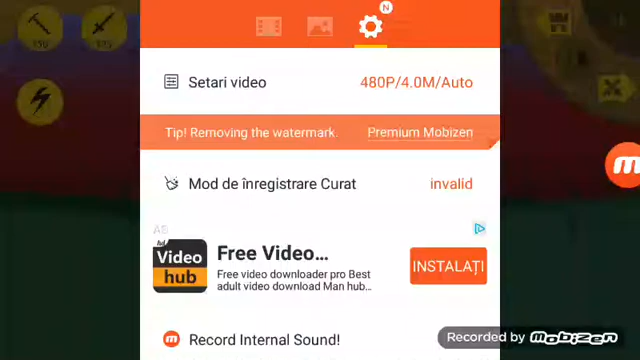 N
Setari video
480P/4.0M/Auto
Tip! Removing the watermark.
Premium Mobizen
Mod de înregistrare Curat
invalid
Video
hub
Free Video...
Free video downloader pro Best
adult video download Man hub...
INSTALAȚI
m
Record Internal Sound!
Recorded by mobizen